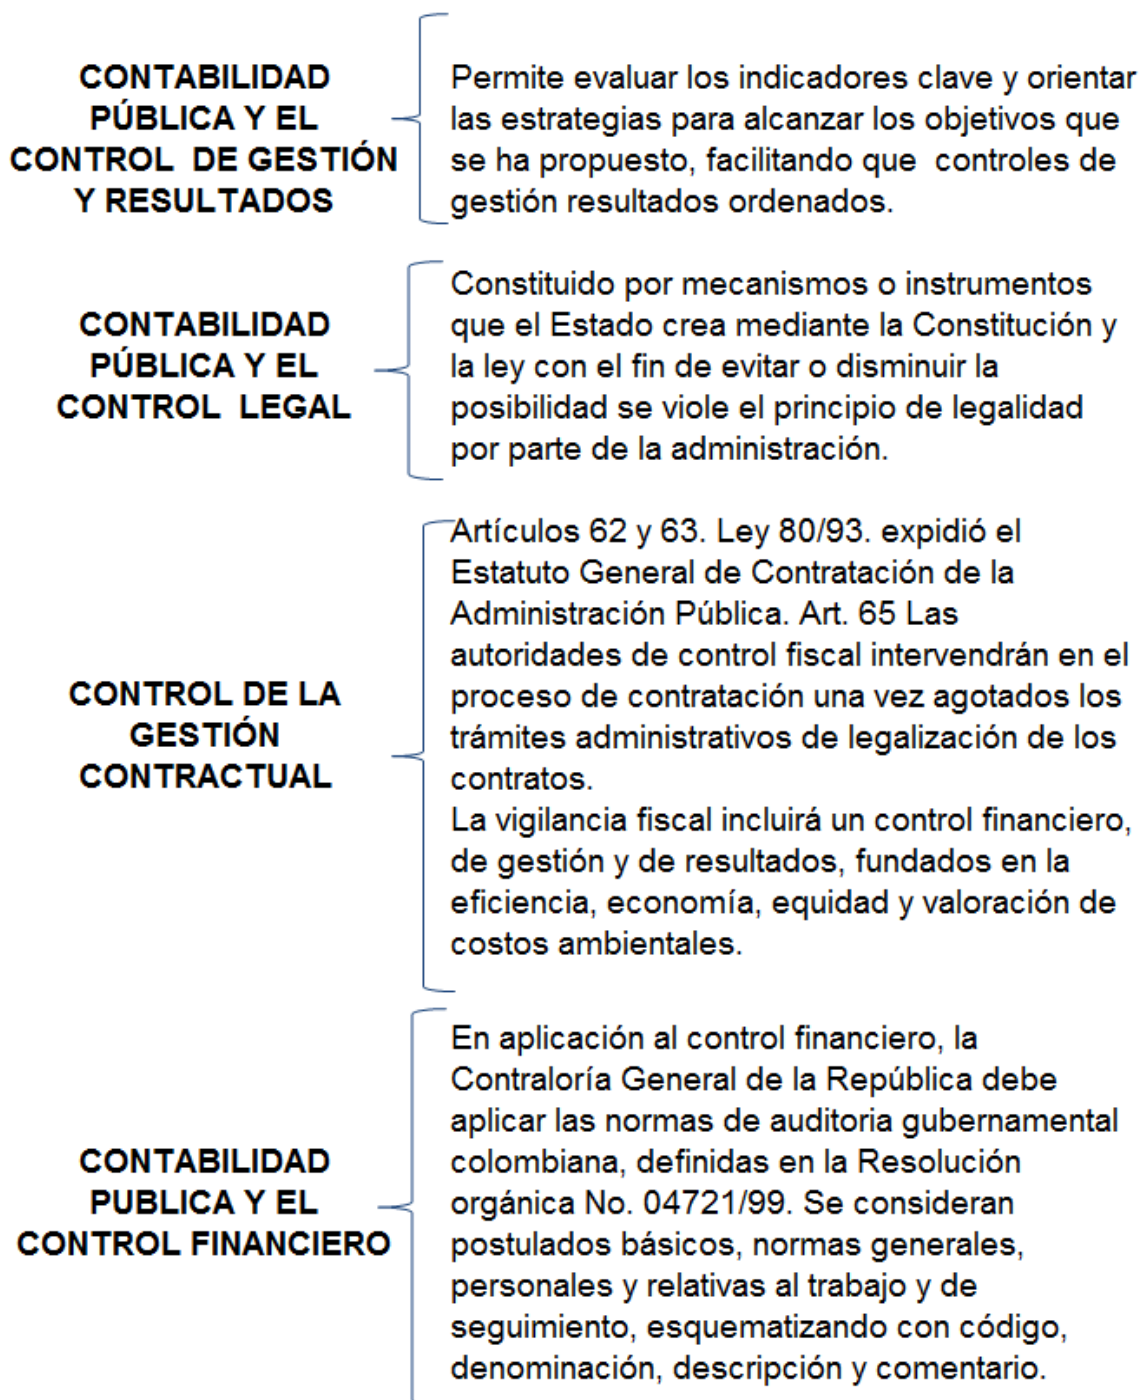 CONTABILIDAD
PÚBLICA Y EL
CONTROL DE GESTIÓN
Y RESULTADOS
Permite evaluar los indicadores clave y orientar
las estrategias para alcanzar los objetivos que
se ha propuesto, facilitando que controles de
gestión resultados ordenados.
CONTABILIDAD
PÚBLICA Y EL
CONTROL LEGAL
Constituido por mecanismos o instrumentos
que el Estado crea mediante la Constitución y
la ley con el fin de evitar o disminuir la
posibilidad se viole el principio de legalidad
por parte de la administración.
CONTROL DE LA
GESTIÓN
CONTRACTUAL
Artículos 62 y 63. Ley 80/93. expidió el
Estatuto General de Contratación de la
Administración Pública. Art. 65 Las
autoridades de control fiscal intervendrán en el
proceso de contratación una vez agotados los
trámites administrativos de legalización de los
contratos.
La vigilancia fiscal incluirá un control financiero,
de gestión y de resultados, fundados en la
eficiencia, economía, equidad y valoración de
costos ambientales.
CONTABILIDAD
PUBLICA Y EL
CONTROL FINANCIERO
En aplicación al control financiero, la
Contraloría General de la República debe
aplicar las normas de auditoria gubernamental
colombiana, definidas en la Resolución
orgánica No. 04721/99. Se consideran
postulados básicos, normas generales,
personales y relativas al trabajo y de
seguimiento, esquematizando con código,
denominación, descripción y comentario.